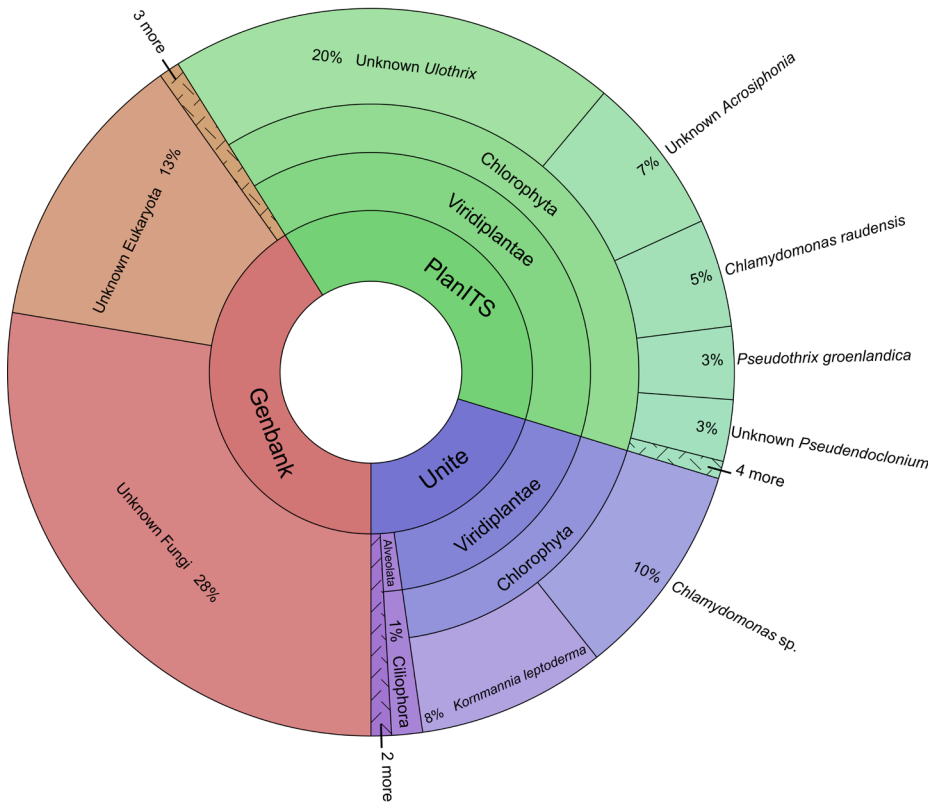 3 more
20% Unknown Ulothrix
7% Unknown Acrosiphonia
5% Chlamydomonas raudensis
3% Pseudothrix groenlandica
3% Unknown Pseudendoclonium
4 more
Chlorophyta
Viridiplantae
PlanITS
Unknown Eukaryota 13%
Genbank
Unknown Fungi 28%
Unite
Viridiplantae
Chlorophyta
10% Chlamydomonas sp.
8% Kornmannia leptoderma
Alveolata
1% Ciliophora
2 more